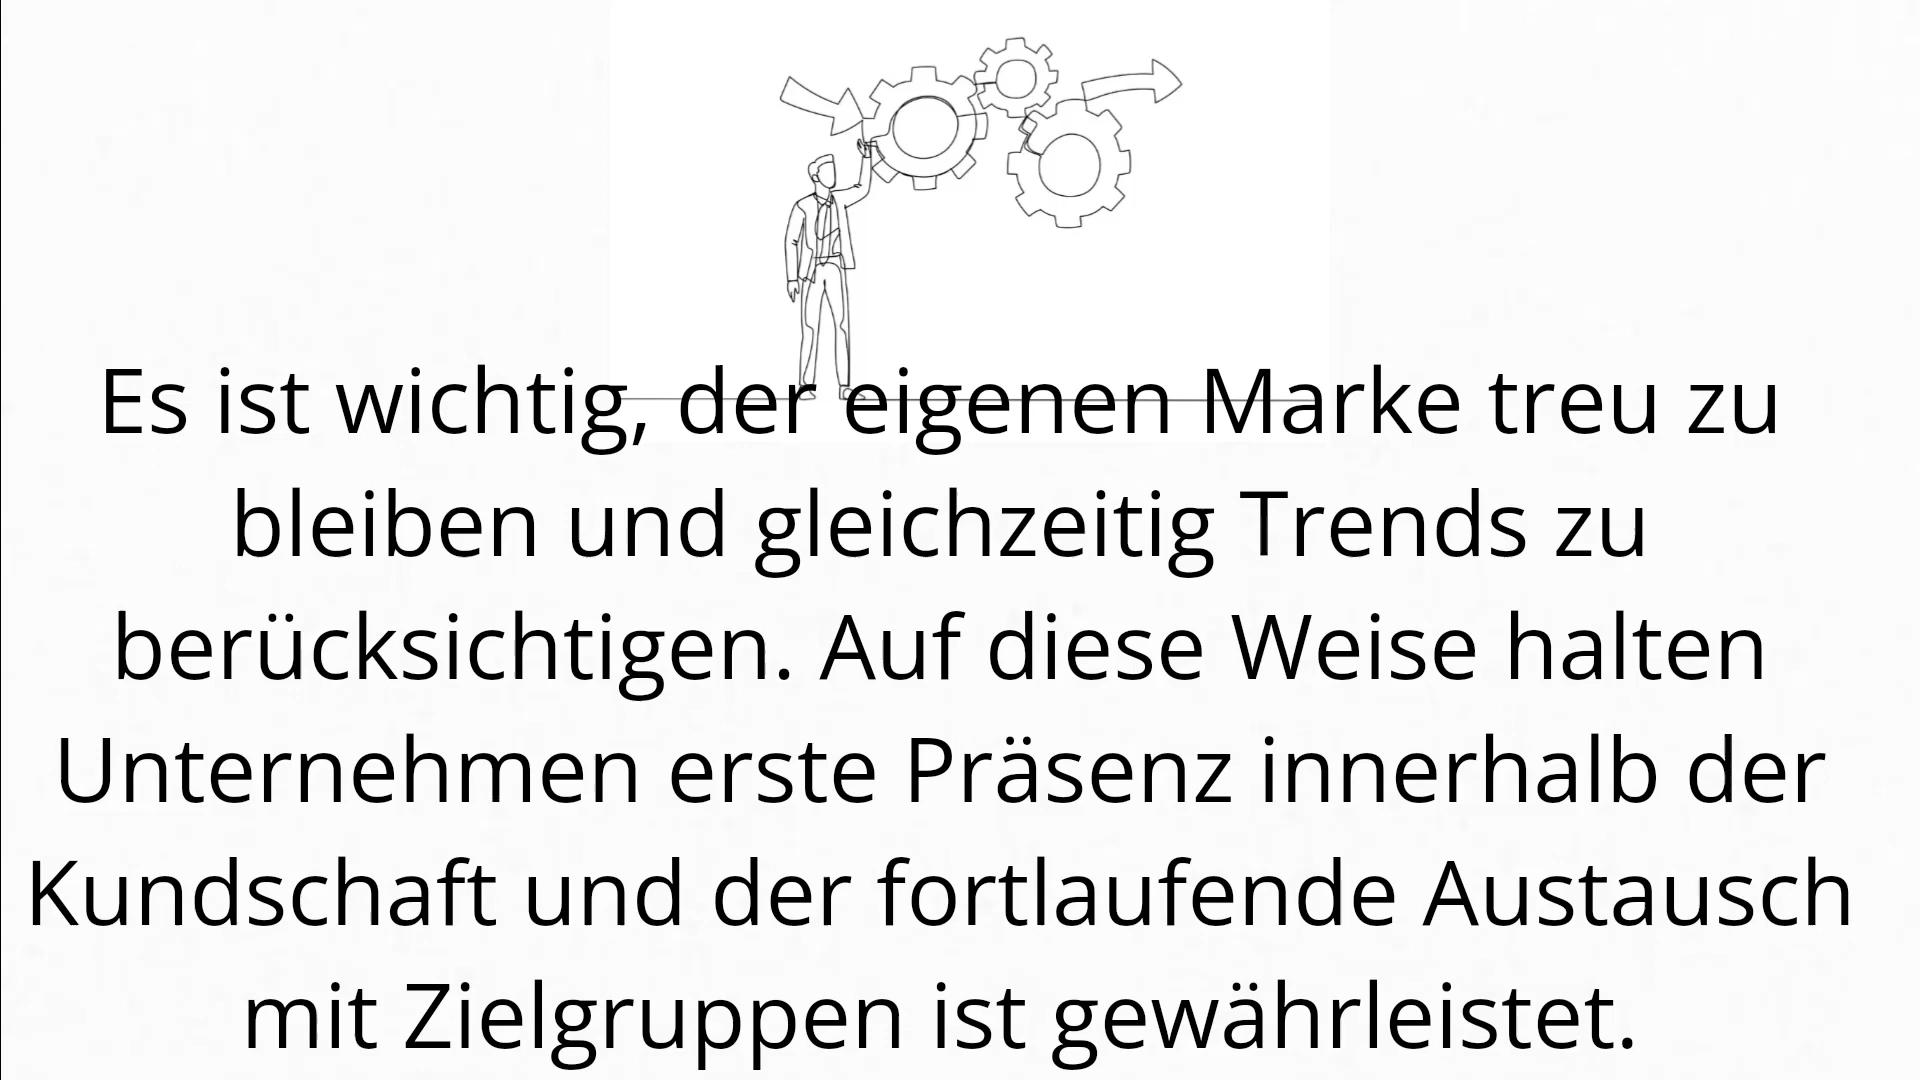 Es ist wichtig, der eigenen Marke treu zu
bleiben und gleichzeitig Trends zu
berücksichtigen. Auf diese Weise halten
Unternehmen erste Präsenz innerhalb der
Kundschaft und der fortlaufende Austausch
mit Zielgruppen ist gewährleistet.